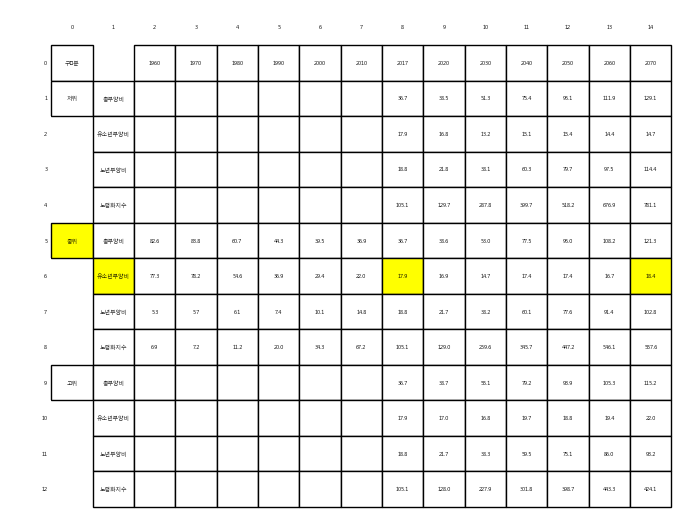 0 1 2 3 4 5 6 7 8 9 10 11 12 13 14
0 구분 1960 1970 1980 1990 2000 2010 2017 2020 2030 2040 2050 2060 2070
1 저위 총부양비 36.7 38.5 51.3 75.4 95.1 111.9 129.1
2 유소년부양비 17.9 16.8 13.2 15.1 15.4 14.4 14.7
3 노년부양비 18.8 21.8 38.1 60.3 79.7 97.5 114.4
4 노령화지수 105.1 129.7 287.8 399.7 518.2 676.9 781.1
5 중위 총부양비 82.6 83.8 60.7 44.3 39.5 36.9 36.7 38.6 53.0 77.5 95.0 108.2 121.3
6 유소년부양비 77.3 78.2 54.6 36.9 29.4 22.0 17.9 16.9 14.7 17.4 17.4 16.7 18.4
7 노년부양비 5.3 5.7 6.1 7.4 10.1 14.8 18.8 21.7 38.2 60.1 77.6 91.4 102.8
8 노령화지수 6.9 7.2 11.2 20.0 34.3 67.2 105.1 129.0 259.6 345.7 447.2 546.1 557.6
9 고위 총부양비 36.7 38.7 55.1 79.2 93.9 105.3 115.2
10 유소년부양비 17.9 17.0 16.8 19.7 18.8 19.4 22.0
11 노년부양비 18.8 21.7 38.3 59.5 75.1 86.0 93.2
12 노령화지수 105.1 128.0 227.9 301.8 398.7 443.3 424.1